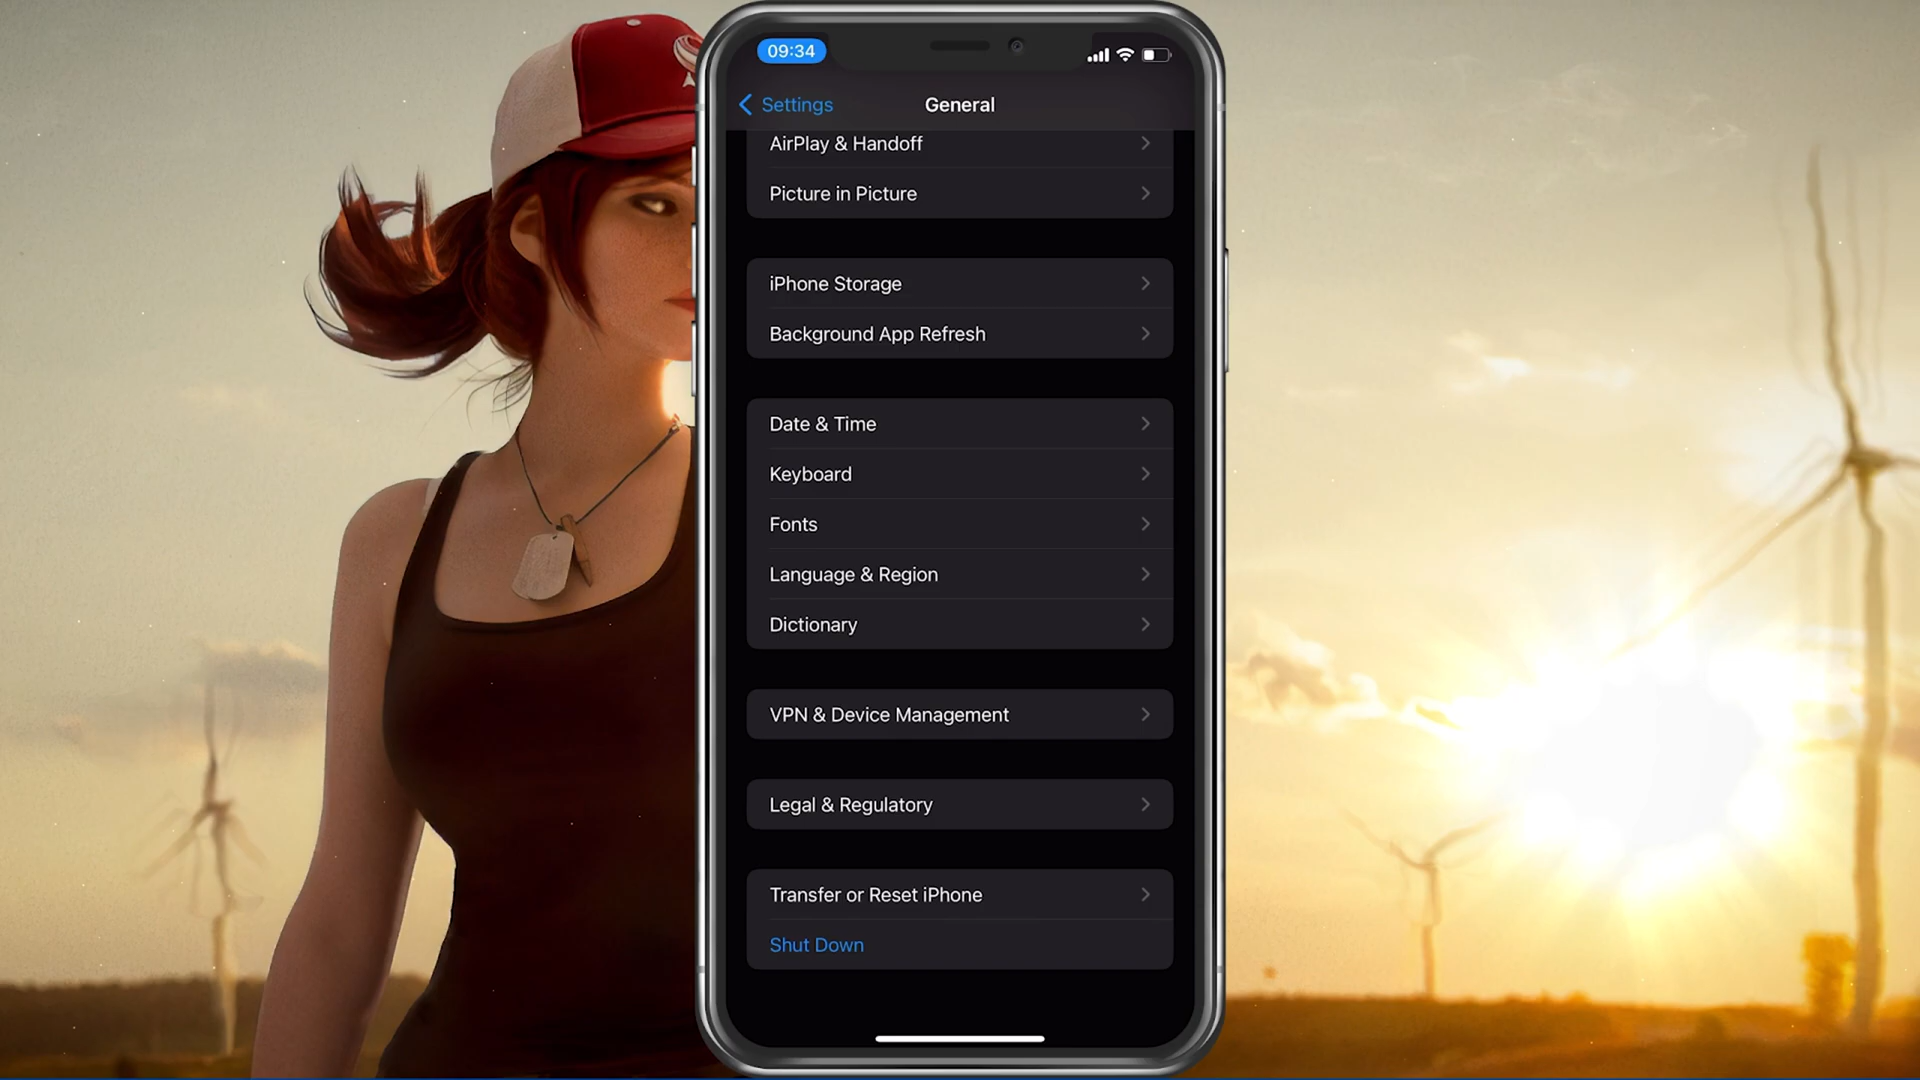 09:34
Settings
General
AirPlay & Handoff
Picture in Picture
iPhone Storage
Background App Refresh
Date & Time
Keyboard
Fonts
Language & Region
Dictionary
VPN & Device Management
Legal & Regulatory
Transfer or Reset iPhone
Shut Down